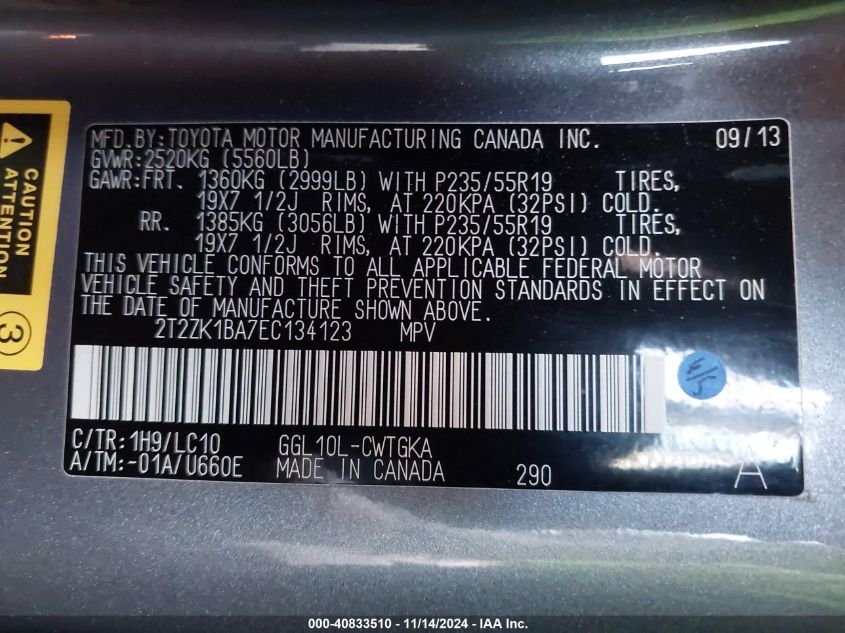 MFD.BY:TOYOTA MOTOR MANUFACTURING CANADA INC. 09/13
GVWR:2520KG (5560LB)
GAWR:FRT. 1360KG (2999LB) WITH P235/55R19 TIRES,
19X7 1/2J RIMS, AT 220KPA (32PSI) COLD.
RR. 1385KG (3056LB) WITH P235/55R19 TIRES,
19X7 1/2J RIMS, AT 220KPA (32PSI) COLD.
THIS VEHICLE CONFORMS TO ALL APPLICABLE FEDERAL MOTOR
VEHICLE SAFETY AND THEFT PREVENTION STANDARDS IN EFFECT ON
THE DATE OF MANUFACTURE SHOWN ABOVE.
2T2ZK1BA7EC134123 MPV
C/TR:1H9/LC10 GGL10L-CWTGKA
A/TM:-01A/U660E MADE IN CANADA 290 A
CAUTION
ATTENTION
3
000-40833510 - 11/14/2024 - IAA, Inc.